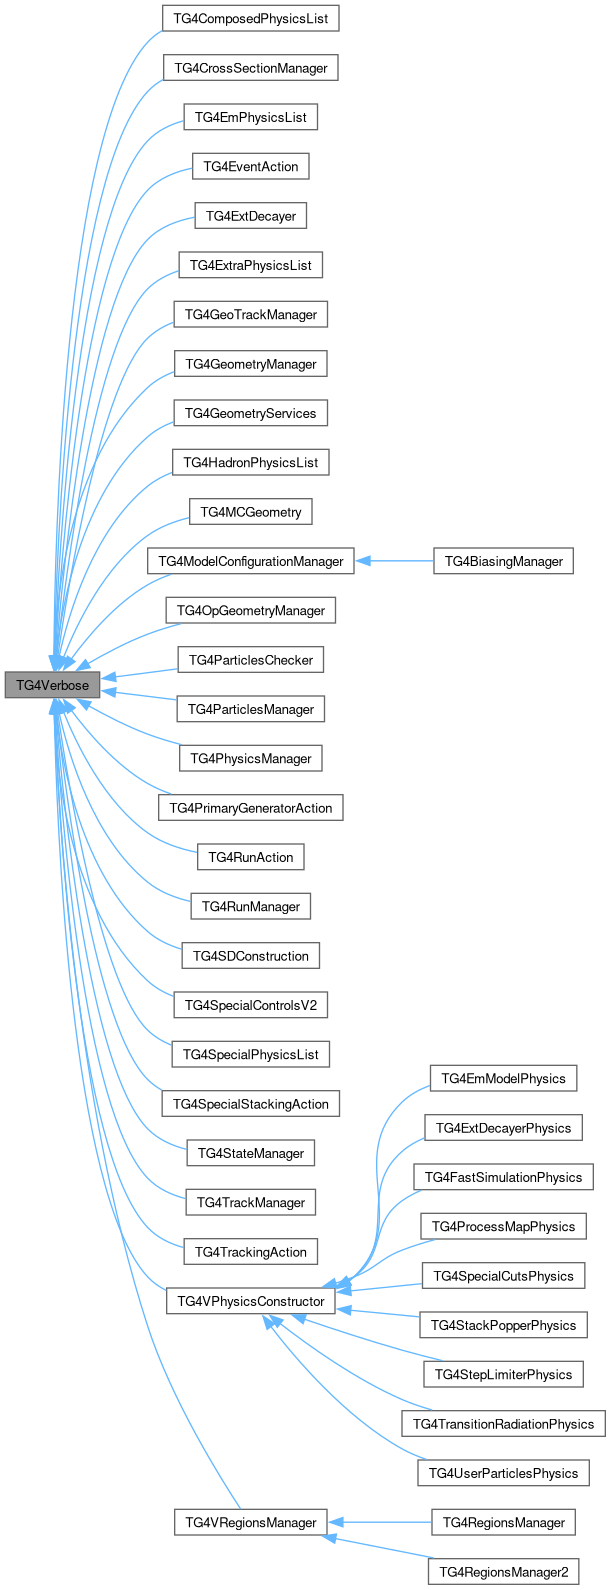 TG4ComposedPhysicsList
TG4CrossSectionManager
TG4EmPhysicsList
TG4EventAction
TG4ExtDecayer
TG4ExtraPhysicsList
TG4GeoTrackManager
TG4GeometryManager
TG4GeometryServices
TG4HadronPhysicsList
TG4MCGeometry
TG4ModelConfigurationManager
TG4BiasingManager
TG4OpGeometryManager
TG4ParticlesChecker
TG4Verbose
TG4ParticlesManager
TG4PhysicsManager
TG4PrimaryGeneratorAction
TG4RunAction
TG4RunManager
TG4SDConstruction
TG4SpecialControlsV2
TG4SpecialPhysicsList
TG4EmModelPhysics
TG4SpecialStackingAction
TG4ExtDecayerPhysics
TG4StateManager
TG4FastSimulationPhysics
TG4TrackManager
TG4ProcessMapPhysics
TG4TrackingAction
TG4SpecialCutsPhysics
TG4VPhysicsConstructor
TG4StackPopperPhysics
TG4StepLimiterPhysics
TG4TransitionRadiationPhysics
TG4UserParticlesPhysics
TG4VRegionsManager
TG4RegionsManager
TG4RegionsManager2